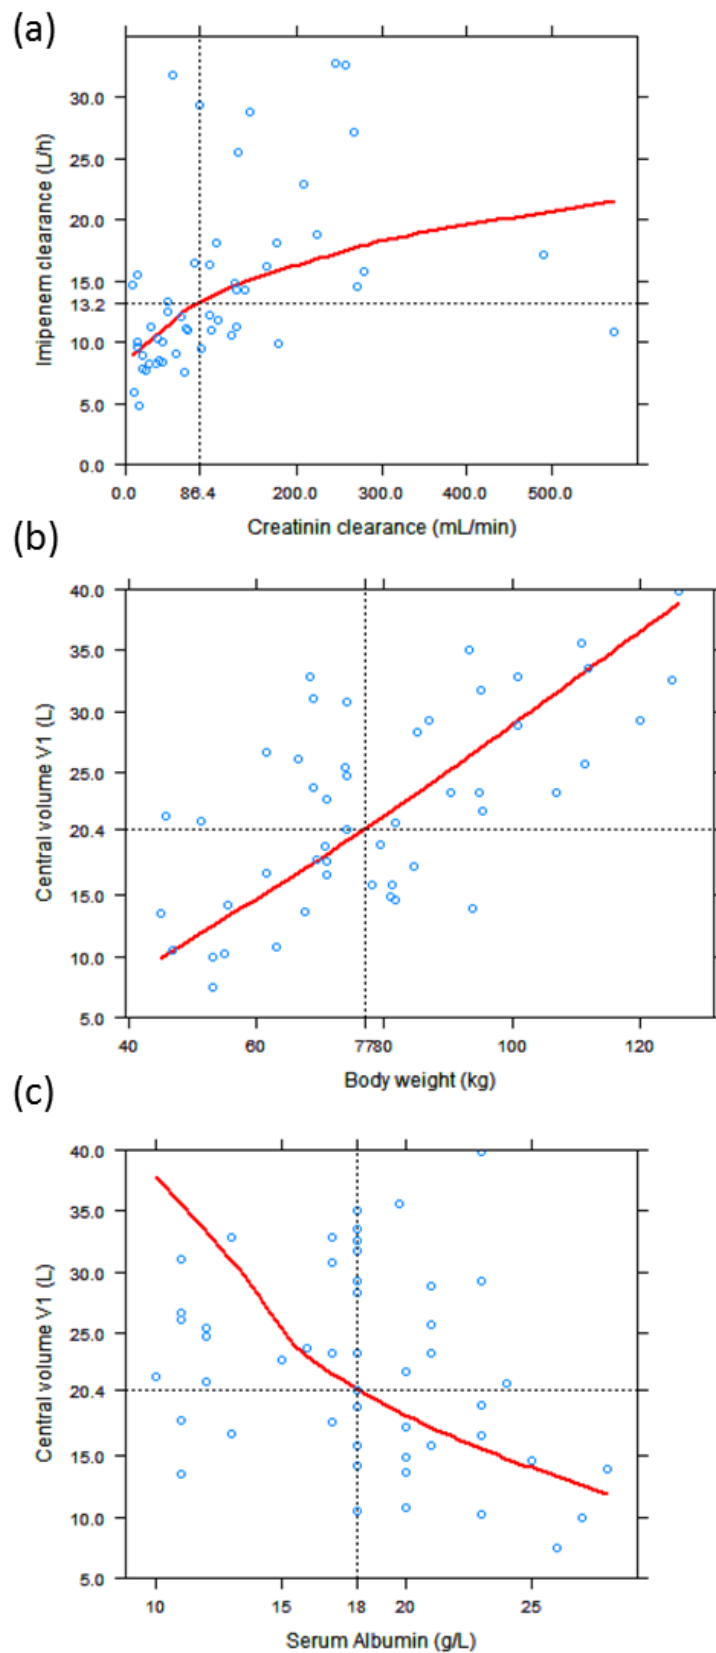 (a)
30.0
25.0
20.0
15.0
13.2
10.0
5.0
0.0
Imipenem clearance (L/h)
0.0 86.4 200.0 300.0 400.0 500.0
Creatinin clearance (mL/min)
(b)
40.0
35.0
30.0
25.0
20.4
15.0
10.0
5.0
Central volume V1 (L)
40 60 7780 100 120
Body weight (kg)
(c)
40.0
35.0
30.0
25.0
20.4
15.0
10.0
5.0
Central volume V1 (L)
10 15 18 20 25
Serum Albumin (g/L)